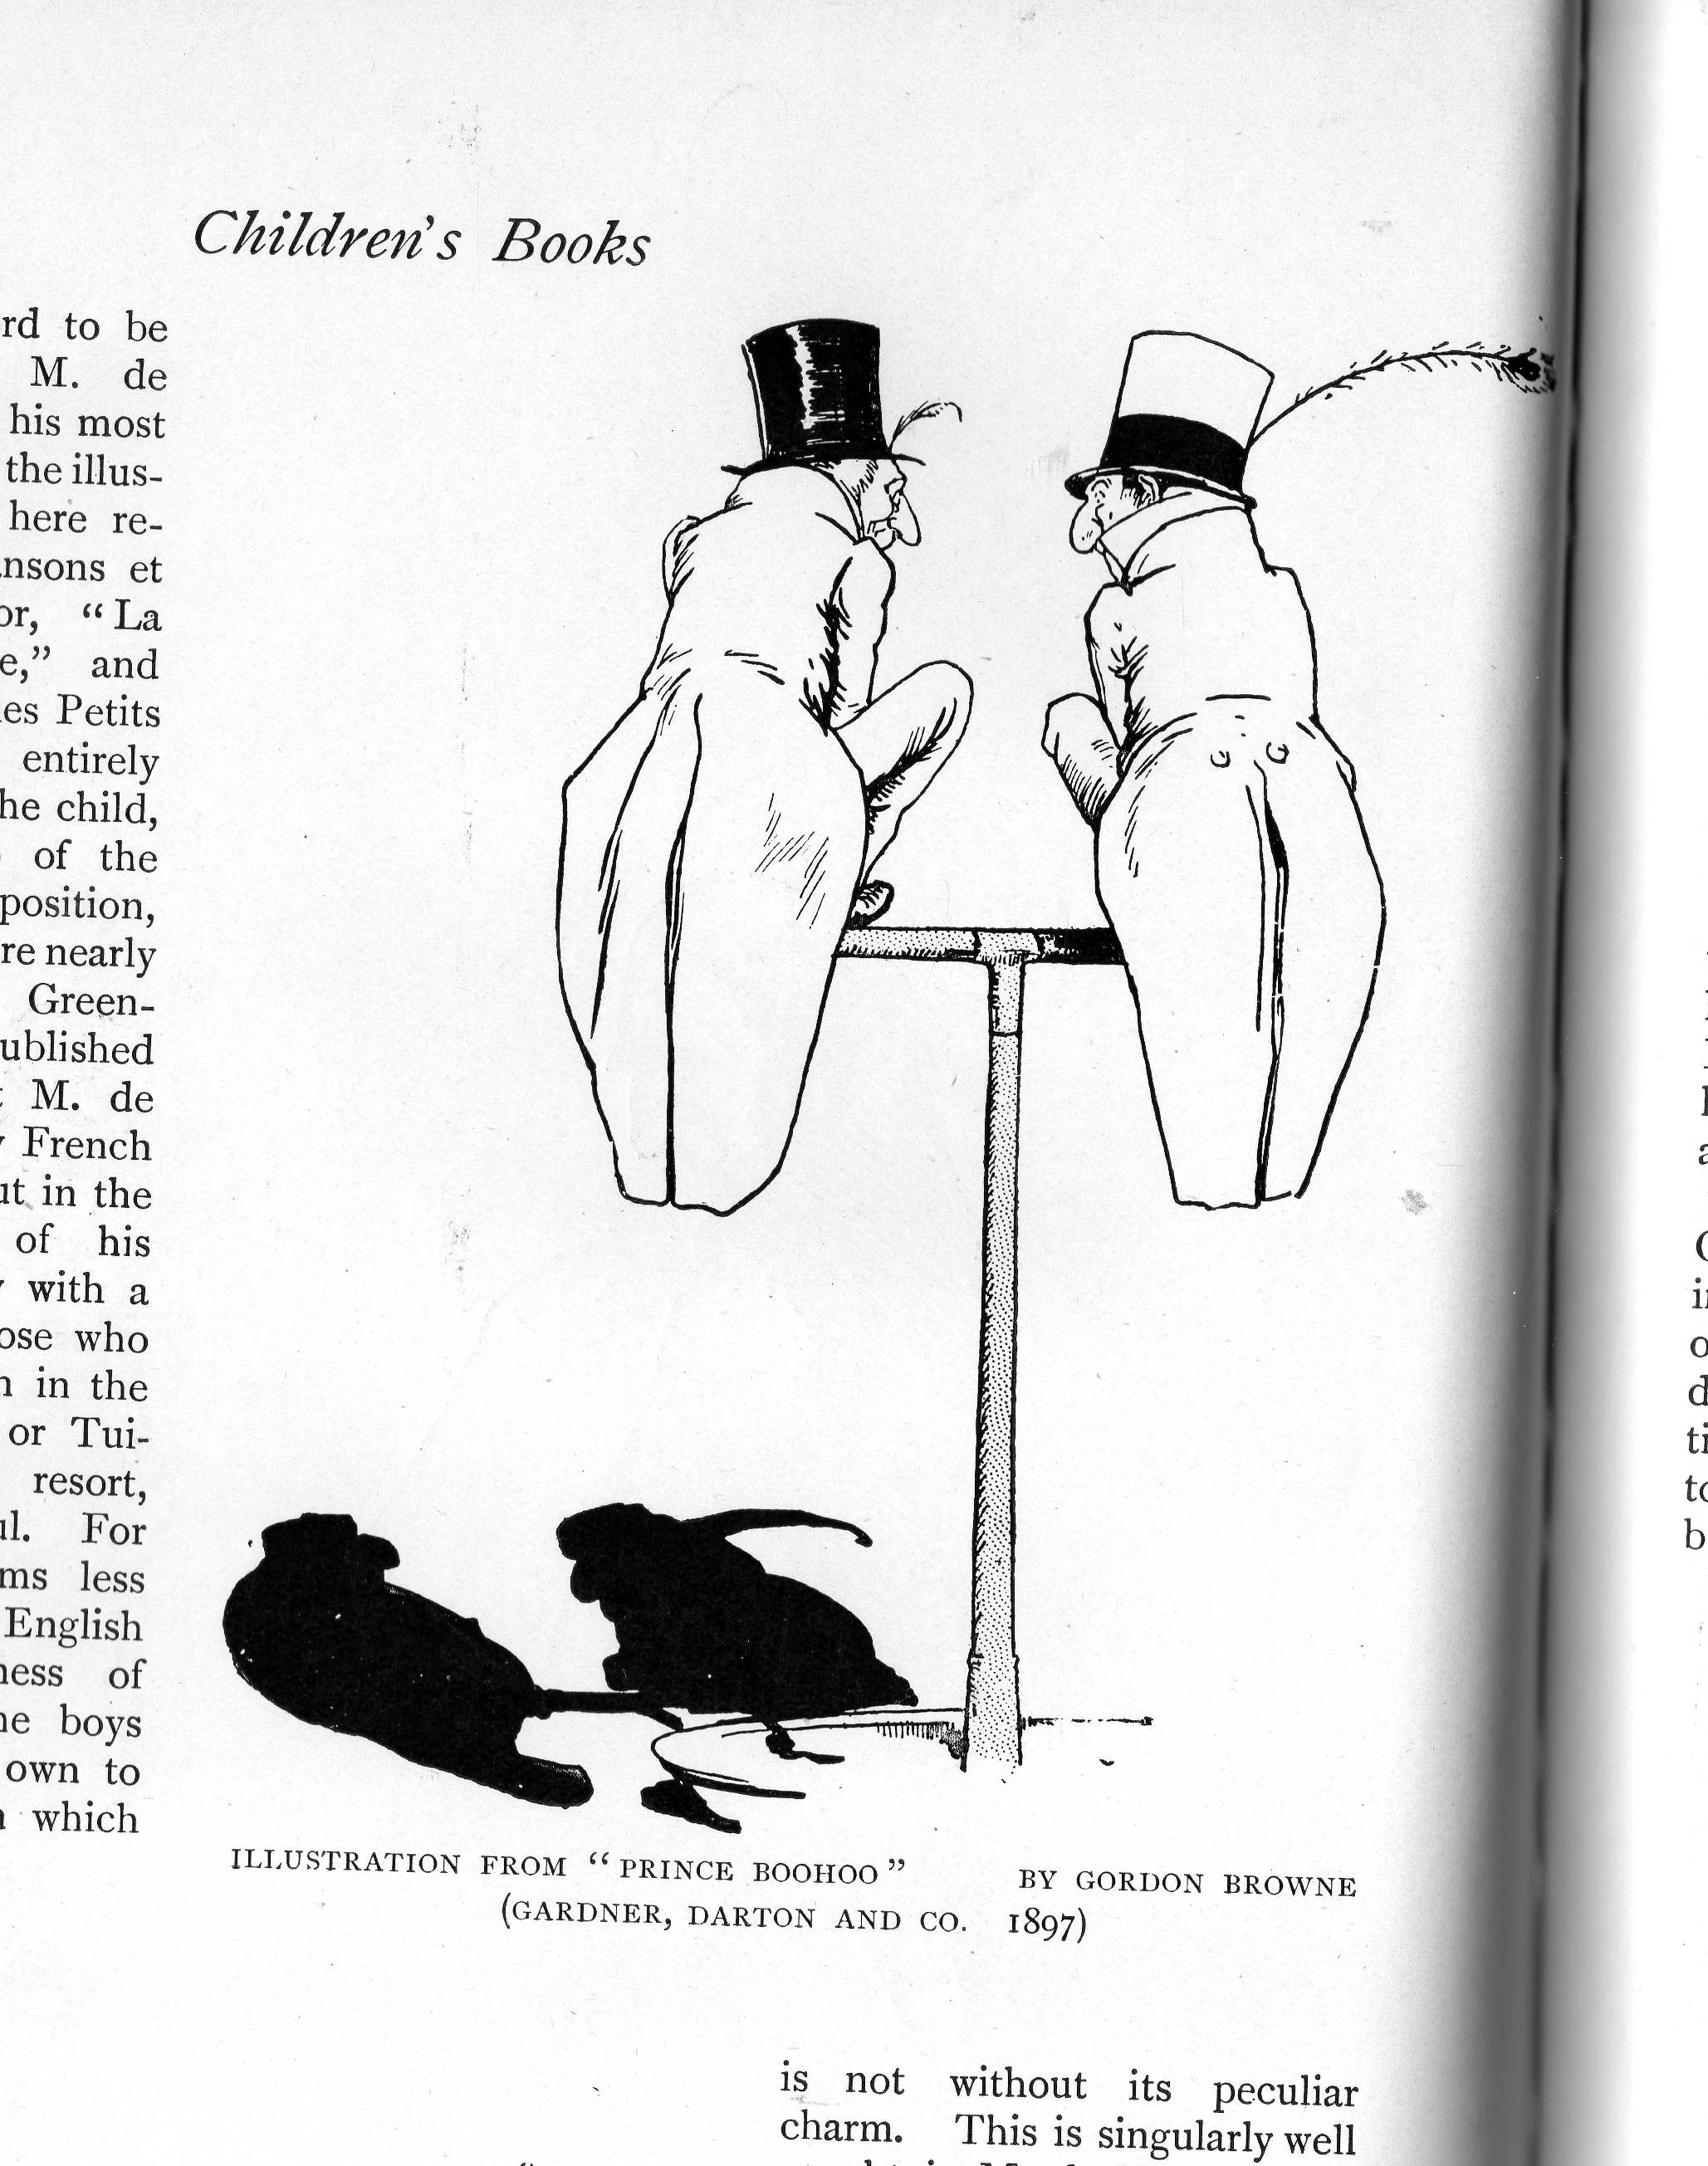 Children's Books
rd to be
M. de
his most
the illus-
here re-
nsons et
or, "La
e," and
es Petits
entirely
he child,
of the
position,
re nearly
Green-
ublished
M. de
French
ut in the
of his
with a
ose who
n in the
or Tui-
resort,
ul. For
ms less
English
ness of
he boys
own to
which
ILLUSTRATION FROM "PRINCE BOOHOO" BY GORDON BROWNE
(GARDNER, DARTON AND CO. 1897)
is not without its peculiar
charm. This is singularly well